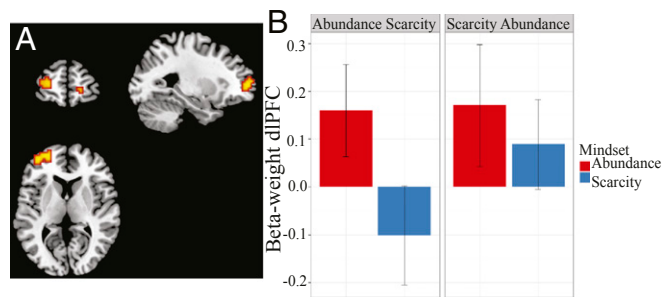 A
B
Abundance Scarcity
Scarcity Abundance
Beta-weight dlPFC
0.3
0.2
0.1
0.0
-0.1
-0.2
Mindset
Abundance
Scarcity